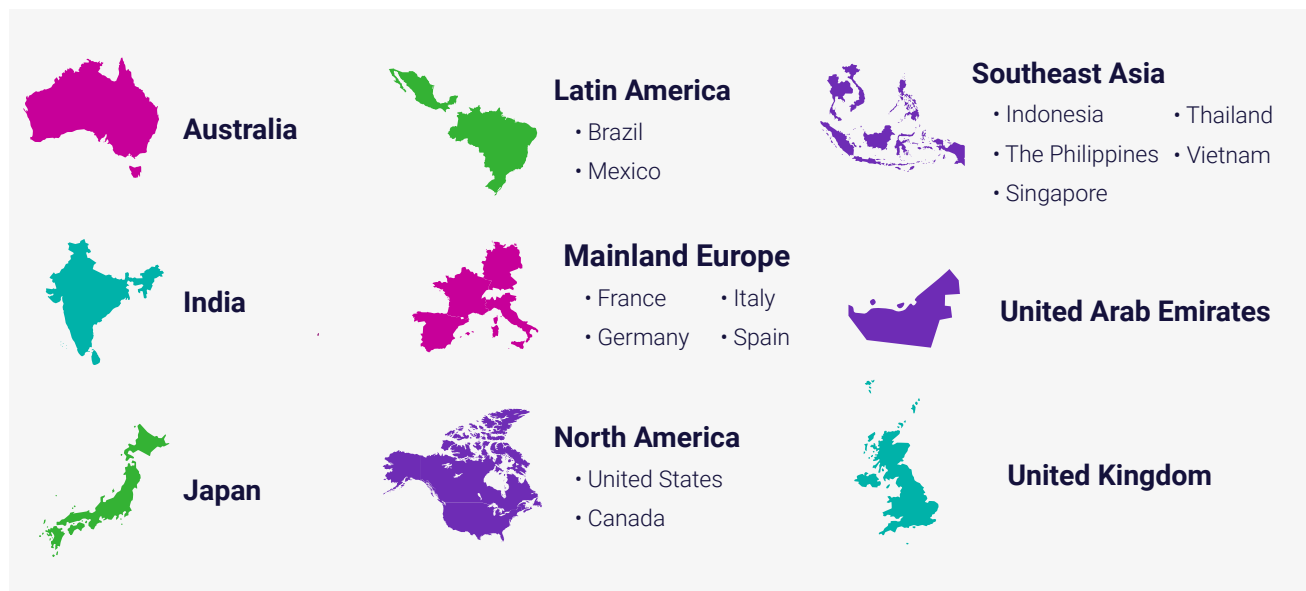 Australia
India
Japan
Latin America
• Brazil
• Mexico
Mainland Europe
• France
• Germany
• Italy
• Spain
North America
• United States
• Canada
Southeast Asia
• Indonesia
• The Philippines
• Singapore
• Thailand
• Vietnam
United Arab Emirates
United Kingdom